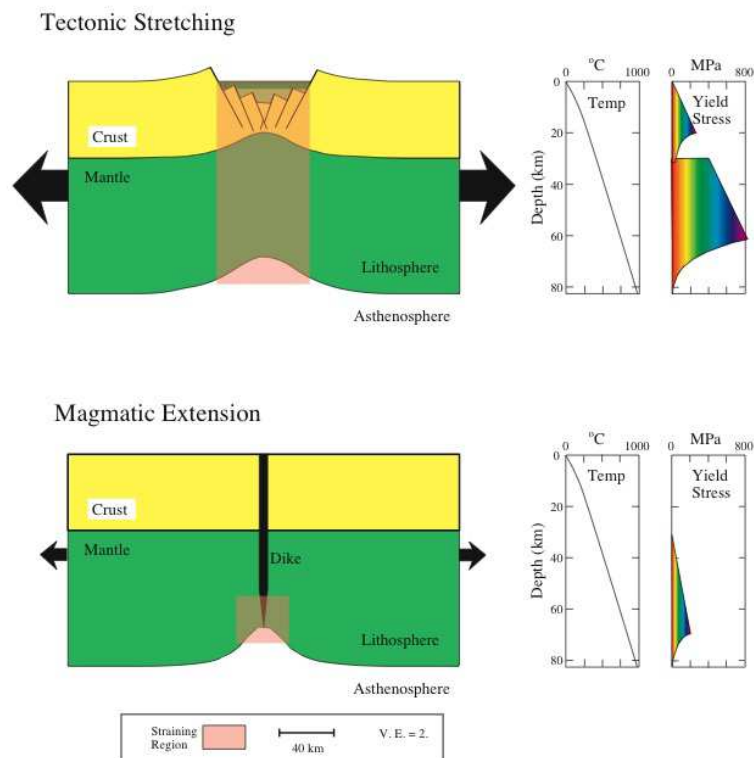 Tectonic Stretching
°C
MPa
0
1000
0
800
0
Temp
Yield
Stress
Crust
20
Mantle
Depth (km)
40
Lithosphere
60
80
Asthenosphere
Magmatic Extension
°C
MPa
0
1000
0
800
0
Temp
Yield
Stress
Crust
20
Mantle
Dike
Depth (km)
40
Lithosphere
60
80
Asthenosphere
Straining
Region
40 km
V. E. = 2.